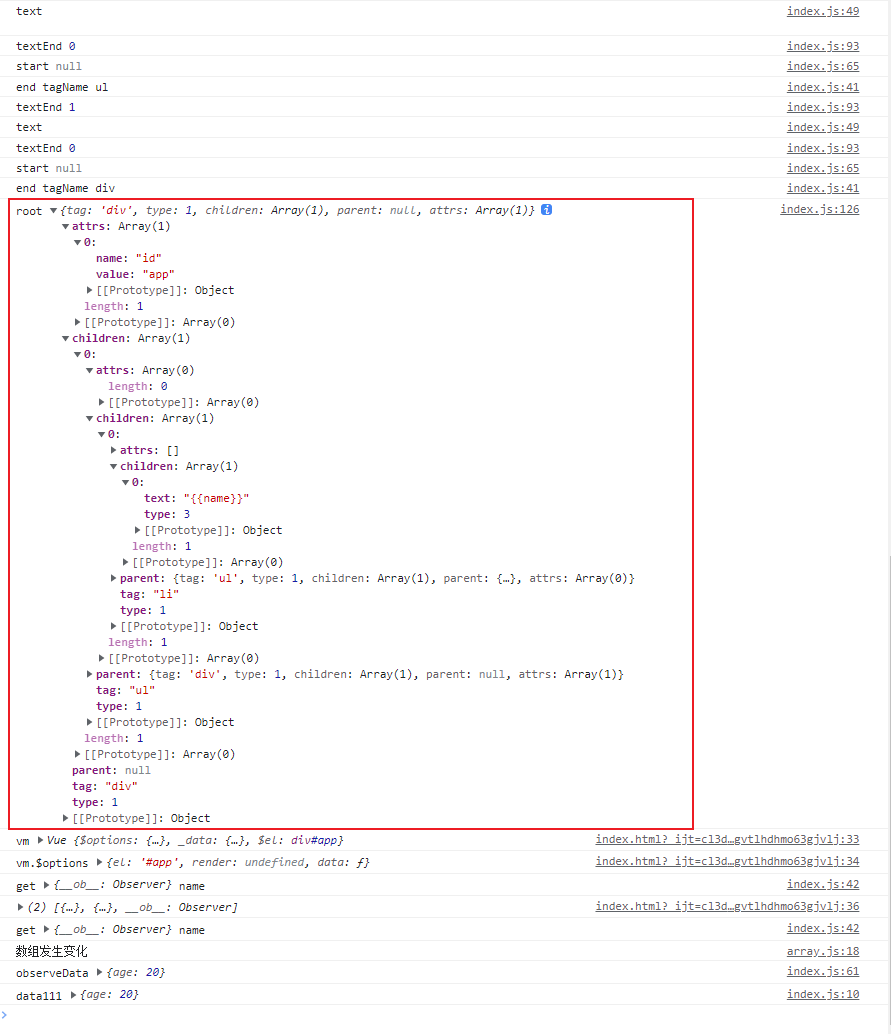 text index.js:49
textEnd 0 index.js:93
start null index.js:65
end tagName ul index.js:41
textEnd 1 index.js:93
text index.js:49
textEnd 0 index.js:93
start null index.js:65
end tagName div index.js:41
root ▼{tag: 'div', type: 1, children: Array(1), parent: null, attrs: Array(1)} i index.js:126
▼attrs: Array(1)
▼0:
name: "id"
value: "app"
▶[[Prototype]]: Object
length: 1
▶[[Prototype]]: Array(0)
▼children: Array(1)
▼0:
▼attrs: Array(0)
length: 0
▶[[Prototype]]: Array(0)
▼children: Array(1)
▼0:
▶attrs: []
▼children: Array(1)
▼0:
text: "{{name}}"
type: 3
▶[[Prototype]]: Object
length: 1
▶[[Prototype]]: Array(0)
▶parent: {tag: 'ul', type: 1, children: Array(1), parent: {…}, attrs: Array(0)}
tag: "li"
type: 1
▶[[Prototype]]: Object
length: 1
▶[[Prototype]]: Array(0)
▶parent: {tag: 'div', type: 1, children: Array(1), parent: null, attrs: Array(1)}
tag: "ul"
type: 1
▶[[Prototype]]: Object
length: 1
▶[[Prototype]]: Array(0)
parent: null
tag: "div"
type: 1
▶[[Prototype]]: Object
vm ▶Vue {$options: {…}, _data: {…}, $el: div#app} index.html?_ijt=cl3d…gvtlhdhmo63gjvlj:33
vm.$options ▶{el: '#app', render: undefined, data: ƒ} index.html?_ijt=cl3d…gvtlhdhmo63gjvlj:34
get ▶{__ob__: Observer} name index.js:42
▶(2) [{…}, {…}, __ob__: Observer] index.html?_ijt=cl3d…gvtlhdhmo63gjvlj:36
get ▶{__ob__: Observer} name index.js:42
数组发生变化 array.js:18
observeData ▶{age: 20} index.js:61
data111 ▶{age: 20} index.js:10